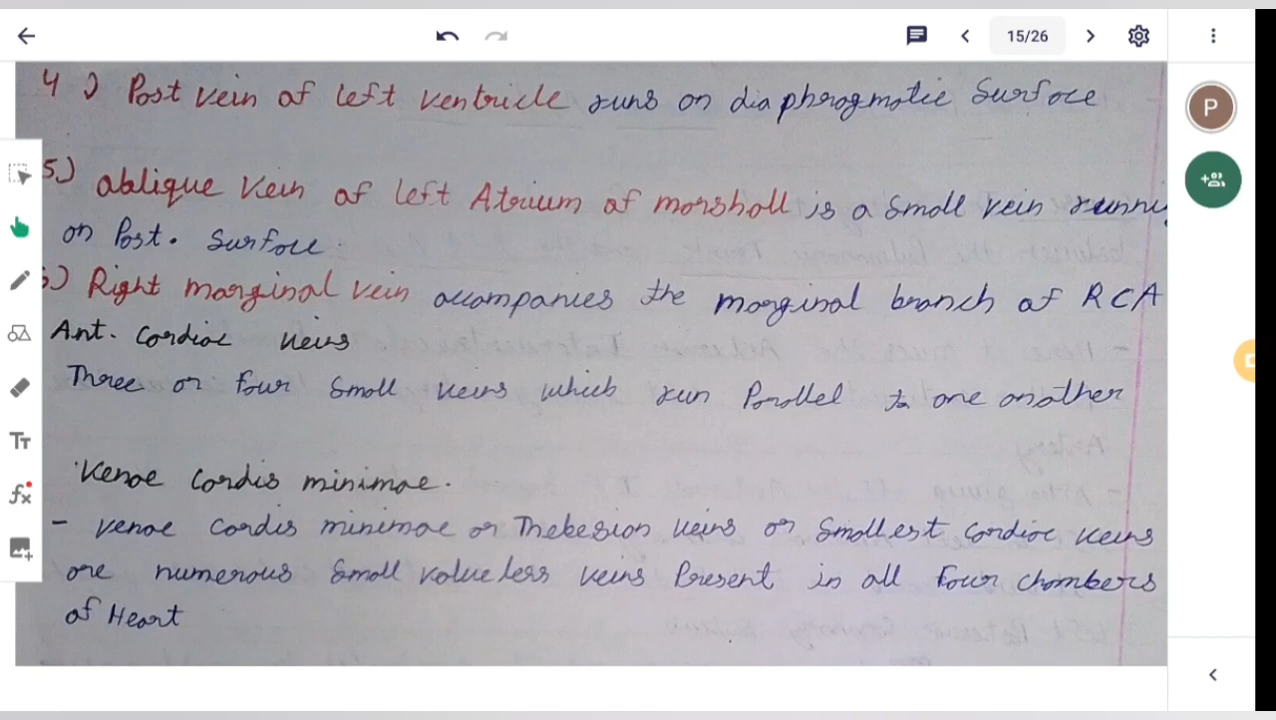 15/26
P
4.) Post vein of left ventricle runs on diaphragmatic Surface
5.) oblique vein of left Atrium of marshall is a small vein runni
on Post. Surface
6.) Right marginal vein accompanies the marginal branch of RCA
Ant. Cardiac veins
Three or four small veins which run Parallel to one another
Venae Cordis minimae.
- venae cordis minimae or Thebesian veins or Smallest cardiac veins
are numerous small valveless veins Present in all four chambers
of Heart
Tт
fx